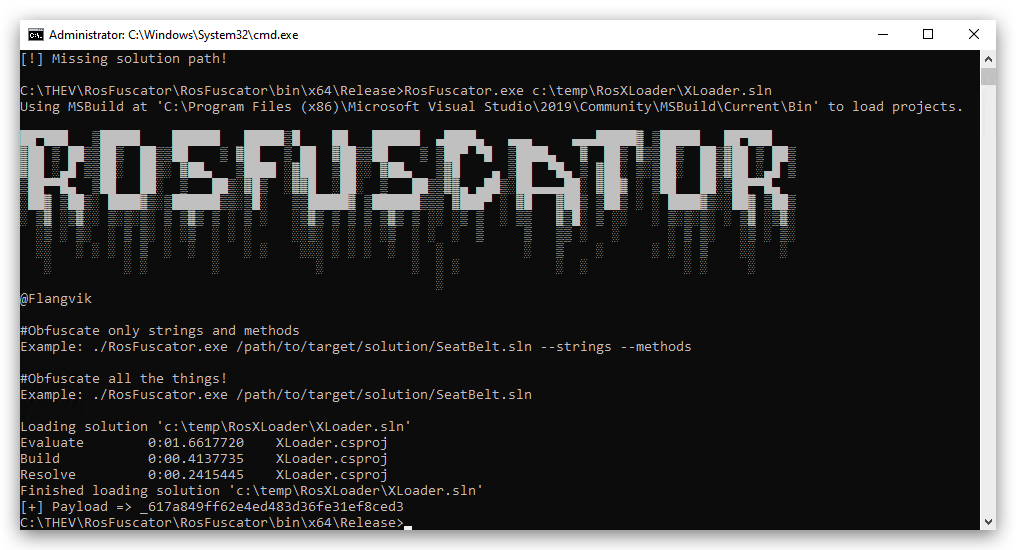 Administrator: C:\Windows\System32\cmd.exe
[!] Missing solution path!
C:\THEV\RosFuscator\RosFuscator\bin\x64\Release>RosFuscator.exe c:\temp\RosXLoader\XLoader.sln
Using MSBuild at 'C:\Program Files (x86)\Microsoft Visual Studio\2019\Community\MSBuild\Current\Bin' to load projects.
ROSFUSCATOR
@Flangvik
#Obfuscate only strings and methods
Example: ./RosFuscator.exe /path/to/target/solution/SeatBelt.sln --strings --methods
#Obfuscate all the things!
Example: ./RosFuscator.exe /path/to/target/solution/SeatBelt.sln
Loading solution 'c:\temp\RosXLoader\XLoader.sln'
Evaluate 0:01.6617720 XLoader.csproj
Build 0:00.4137735 XLoader.csproj
Resolve 0:00.2415445 XLoader.csproj
Finished loading solution 'c:\temp\RosXLoader\XLoader.sln'
[+] Payload => _617a849ff62e4ed483d36fe31ef8ced3
C:\THEV\RosFuscator\RosFuscator\bin\x64\Release>